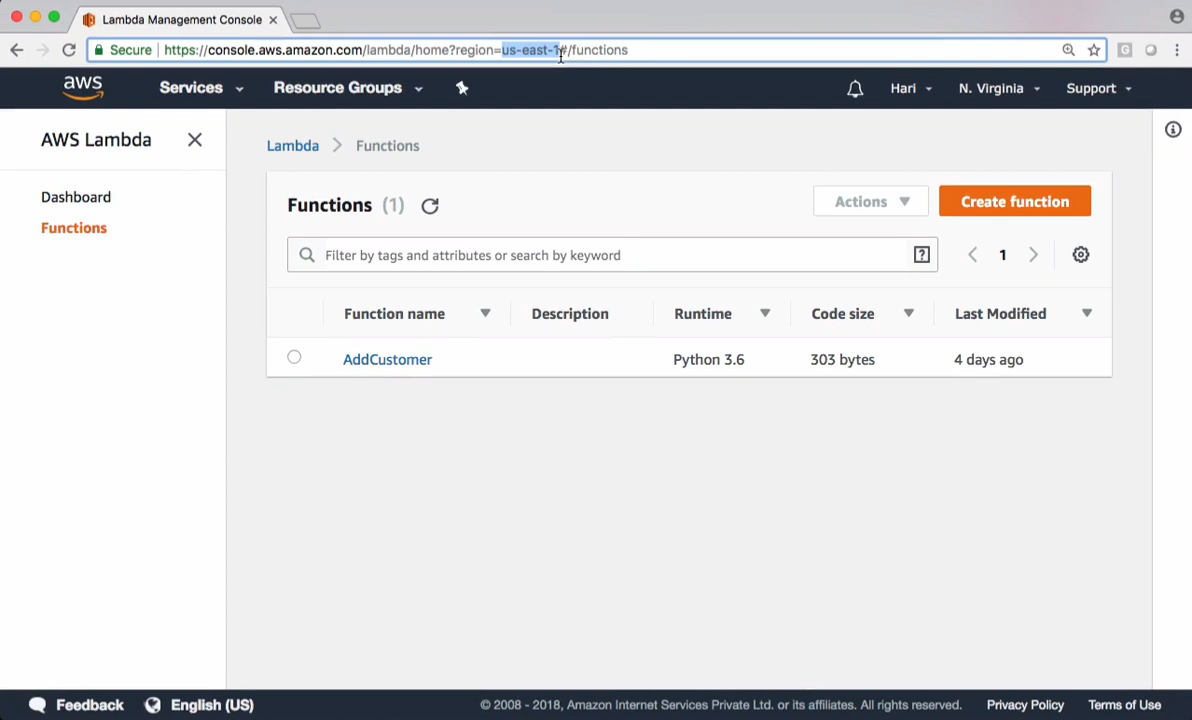 Lambda Management Console
Secure https://console.aws.amazon.com/lambda/home?region=us-east-1#/functions
aws Services Resource Groups Hari N. Virginia Support
AWS Lambda
Dashboard
Functions
Lambda > Functions
Functions (1) Actions Create function
Filter by tags and attributes or search by keyword ? 1
Function name Description Runtime Code size Last Modified
AddCustomer Python 3.6 303 bytes 4 days ago
Feedback English (US) © 2008 - 2018, Amazon Internet Services Private Ltd. or its affiliates. All rights reserved. Privacy Policy Terms of Use